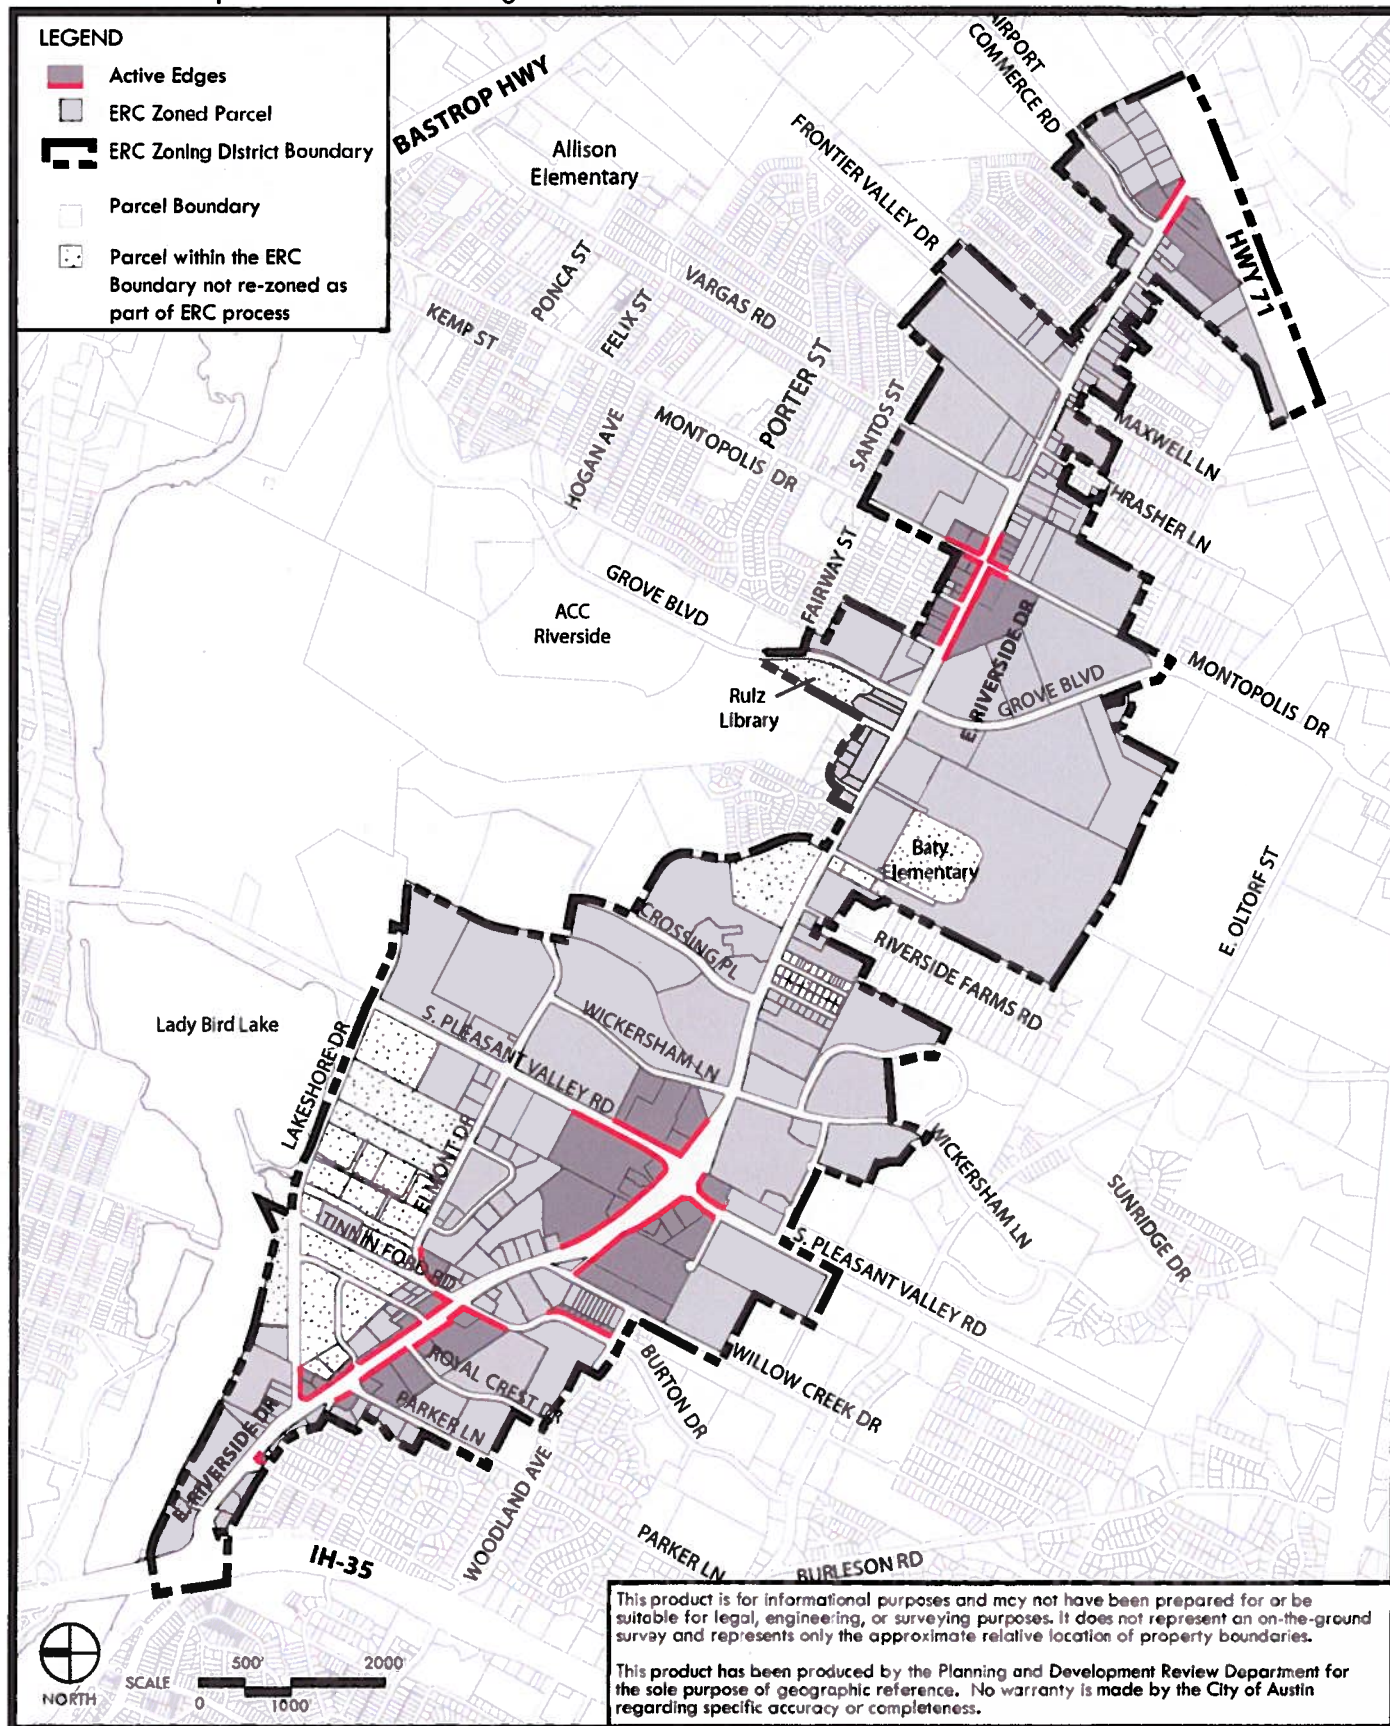 LEGEND
Active Edges
ERC Zoned Parcel
ERC Zoning District Boundary
Parcel Boundary
Parcel within the ERC
Boundary not re-zoned as
part of ERC process
BASTROP HWY
Allison
Elementary
AIRPORT
COMMERCE RD
FRONTIER VALLEY DR
HWY 71
PONCA ST
FELIX ST
VARGAS RD
KEMP ST
PORTER ST
SANTOS ST
HOGAN AVE
MONTOPOLIS DR
MAXWELL LN
THRASHER LN
FAIRWAY ST
GROVE BLVD
ACC
Riverside
E. RIVERSIDE DR
GROVE BLVD
MONTOPOLIS DR
Ruiz
Library
Baty
Elementary
E. OLTORF ST
CROSSING PL
RIVERSIDE FARMS RD
Lady Bird Lake
LAKESHORE DR
S. PLEASANT VALLEY RD
WICKERSHAM LN
ELMONT DR
WICKERSHAM LN
SUNRIDGE DR
TINNIN FORD RD
S. PLEASANT VALLEY RD
ROYAL CREST DR
BURTON DR
WILLOW CREEK DR
PARKER LN
E. RIVERSIDE DR
WOODLAND AVE
IH-35
PARKER LN
BURLESON RD
NORTH
SCALE
500'
2000'
0
1000'
This product is for informational purposes and may not have been prepared for or be
suitable for legal, engineering, or surveying purposes. It does not represent an on-the-ground
survey and represents only the approximate relative location of property boundaries.
This product has been produced by the Planning and Development Review Department for
the sole purpose of geographic reference. No warranty is made by the City of Austin
regarding specific accuracy or completeness.